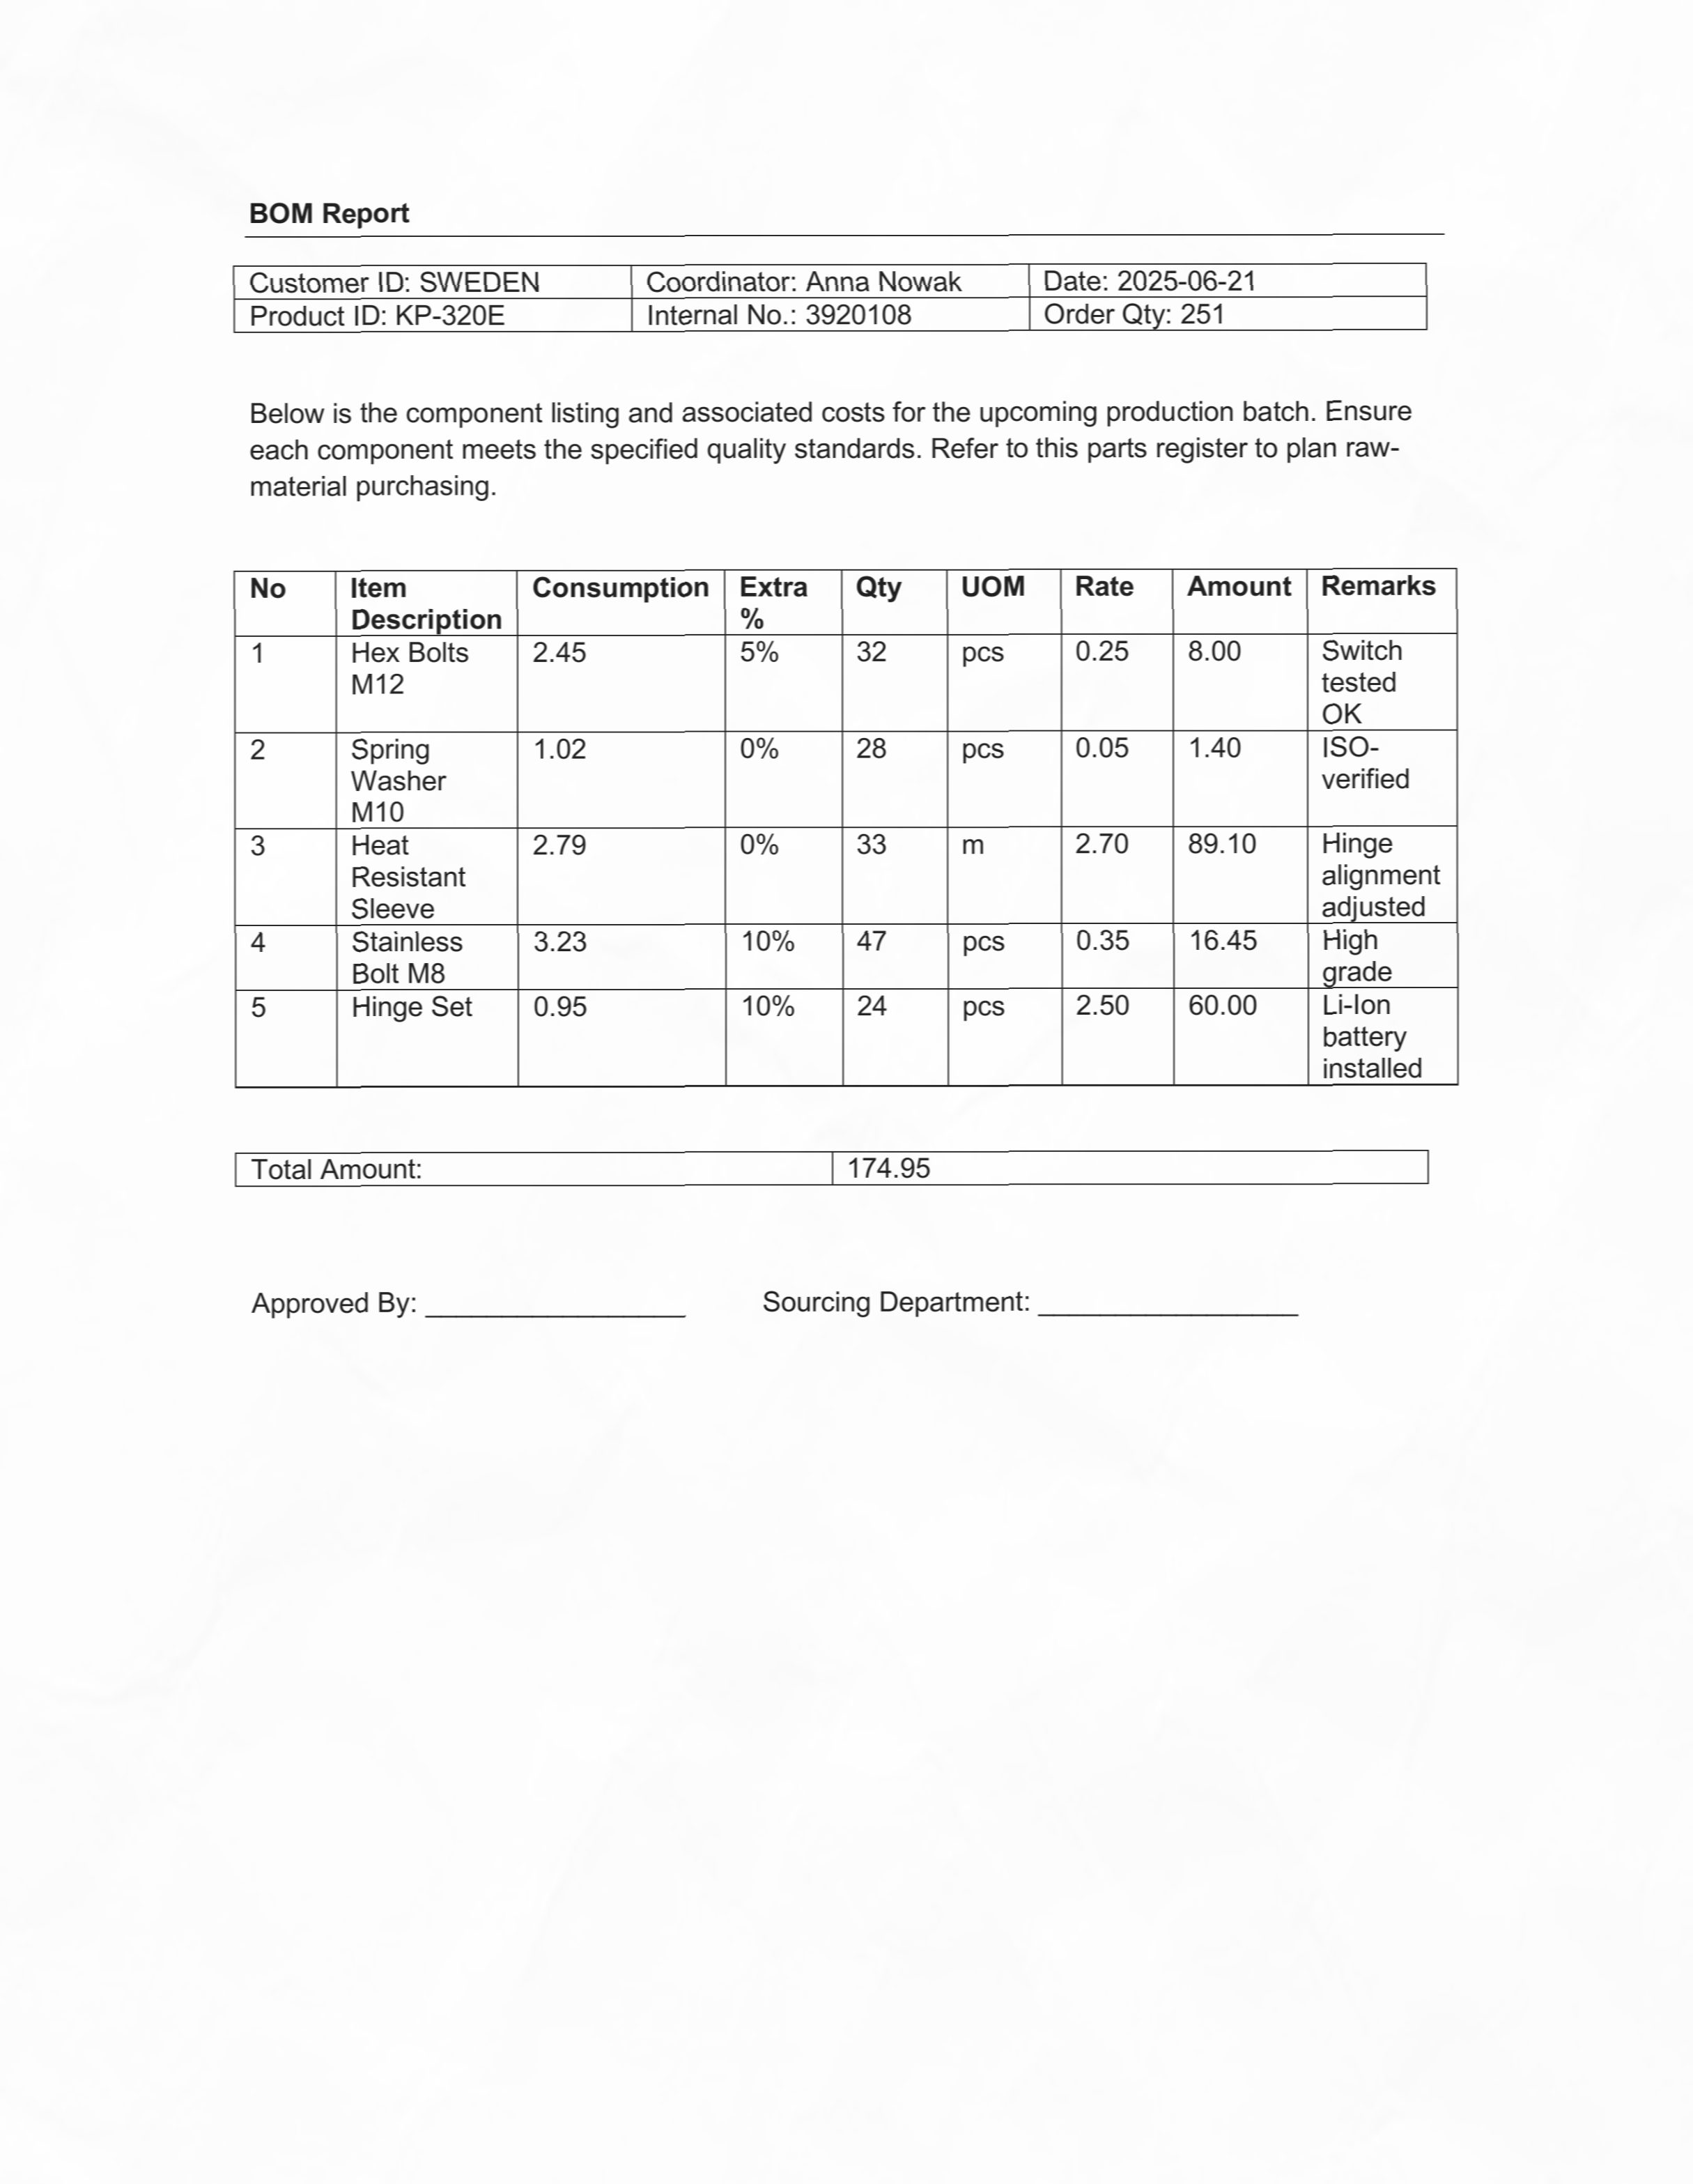 BOM Report
Customer ID: SWEDEN Coordinator: Anna Nowak Date: 2025-06-21
Product ID: KP-320E Internal No.: 3920108 Order Qty: 251
Below is the component listing and associated costs for the upcoming production batch. Ensure
each component meets the specified quality standards. Refer to this parts register to plan raw-
material purchasing.
No Item Consumption Extra Qty UOM Rate Amount Remarks
Description %
1 Hex Bolts 2.45 5% 32 pcs 0.25 8.00 Switch
M12 tested
OK
2 Spring 1.02 0% 28 pcs 0.05 1.40 ISO-
Washer verified
M10
3 Heat 2.79 0% 33 m 2.70 89.10 Hinge
Resistant alignment
Sleeve adjusted
4 Stainless 3.23 10% 47 pcs 0.35 16.45 High
Bolt M8 grade
5 Hinge Set 0.95 10% 24 pcs 2.50 60.00 Li-Ion
battery
installed
Total Amount: 174.95
Approved By: _________________ Sourcing Department: _________________